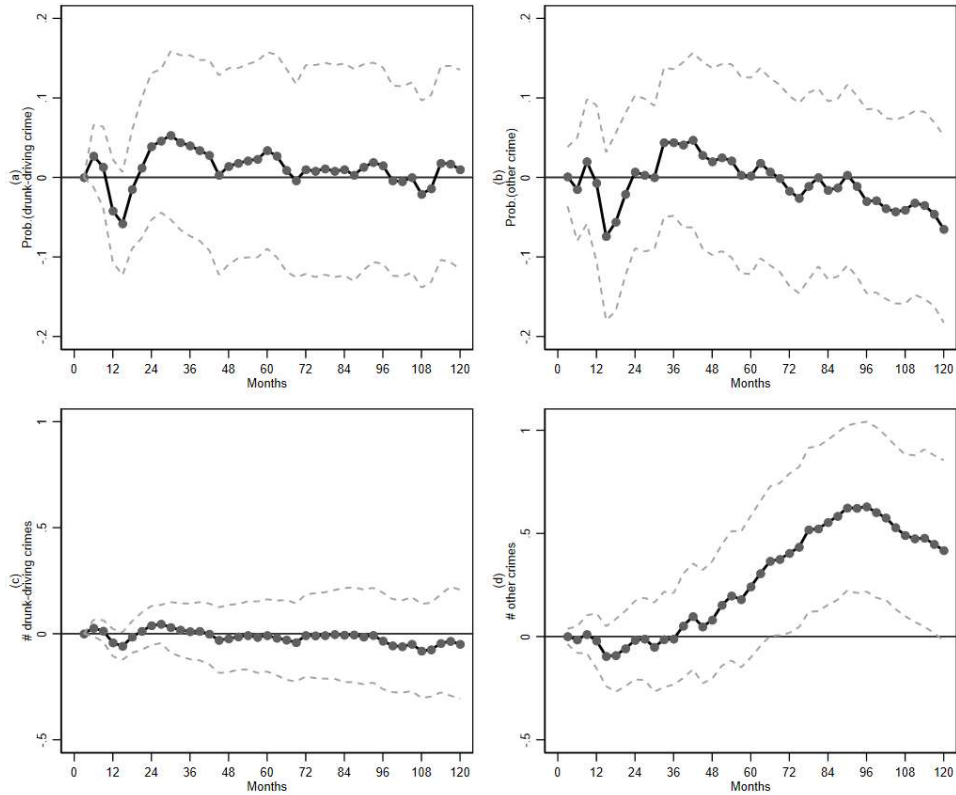 (a)
Prob.(drunk-driving crime)
.2
.1
0
-.1
-.2
0 12 24 36 48 60 72 84 96 108 120
Months
(b)
Prob.(other crime)
.2
.1
0
-.1
-.2
0 12 24 36 48 60 72 84 96 108 120
Months
(c)
# drunk-driving crimes
1
.5
0
-.5
0 12 24 36 48 60 72 84 96 108 120
Months
(d)
# other crimes
1
.5
0
-.5
0 12 24 36 48 60 72 84 96 108 120
Months